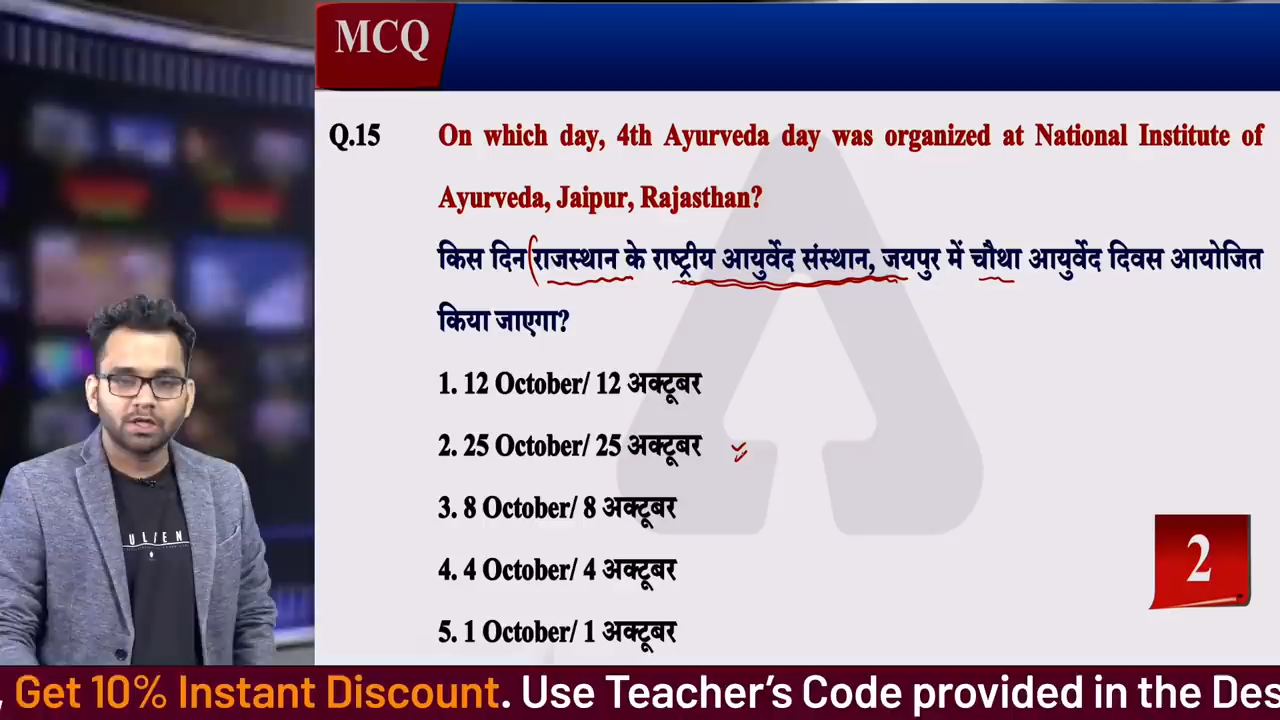 MCQ
Q.15 On which day, 4th Ayurveda day was organized at National Institute of
Ayurveda, Jaipur, Rajasthan?
किस दिन राजस्थान के राष्ट्रीय आयुर्वेद संस्थान, जयपुर में चौथा आयुर्वेद दिवस आयोजित
किया जाएगा?
1. 12 October/ 12 अक्टूबर
2. 25 October/ 25 अक्टूबर
3. 8 October/ 8 अक्टूबर
4. 4 October/ 4 अक्टूबर
5. 1 October/ 1 अक्टूबर
2
ULIEN
, Get 10% Instant Discount. Use Teacher's Code provided in the Des